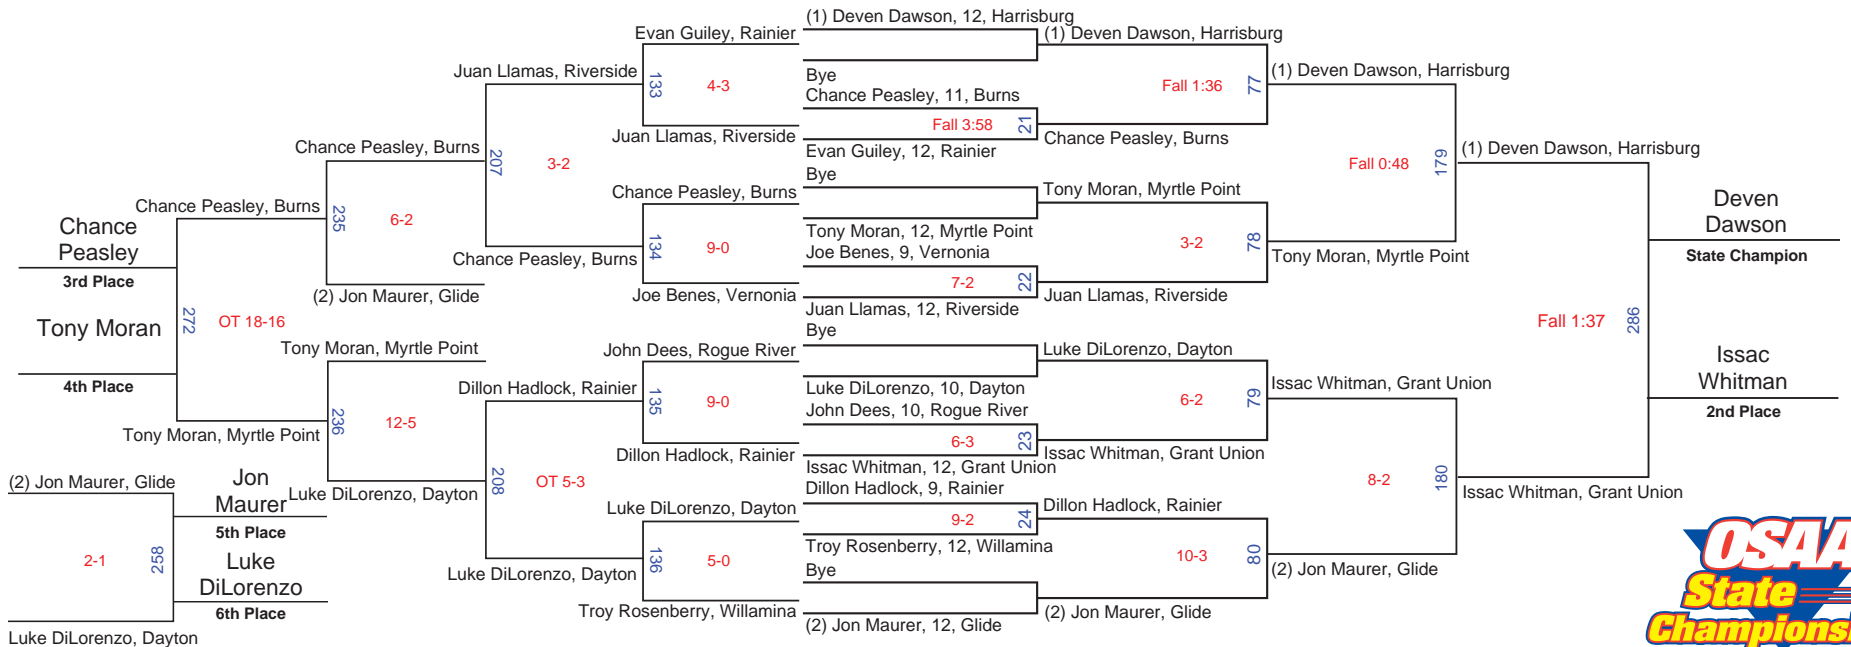 (1) Deven Dawson, 12, Harrisburg
Evan Guiley, Rainier
(1) Deven Dawson, Harrisburg
Juan Llamas, Riverside
133
4-3
Bye
Chance Peasley, 11, Burns
Fall 1:36
77
(1) Deven Dawson, Harrisburg
Juan Llamas, Riverside
Fall 3:58
21
Chance Peasley, Burns
Chance Peasley, Burns
207
3-2
Evan Guiley, 12, Rainier
Bye
Fall 0:48
179
(1) Deven Dawson, Harrisburg
Chance Peasley, Burns
Tony Moran, Myrtle Point
Chance Peasley, Burns
235
6-2
Chance
Peasley
3rd Place
134
9-0
Tony Moran, 12, Myrtle Point
Joe Benes, 9, Vernonia
3-2
78
Tony Moran, Myrtle Point
Deven
Dawson
State Champion
Chance Peasley, Burns
(2) Jon Maurer, Glide
Joe Benes, Vernonia
7-2
22
Juan Llamas, Riverside
Juan Llamas, 12, Riverside
Bye
Tony Moran
272
OT 18-16
Fall 1:37
286
4th Place
Tony Moran, Myrtle Point
John Dees, Rogue River
Luke DiLorenzo, Dayton
Dillon Hadlock, Rainier
135
9-0
Luke DiLorenzo, 10, Dayton
John Dees, 10, Rogue River
6-2
79
Issac Whitman, Grant Union
Issac
Whitman
2nd Place
Tony Moran, Myrtle Point
236
12-5
Dillon Hadlock, Rainier
6-3
23
Issac Whitman, Grant Union
Issac Whitman, 12, Grant Union
Dillon Hadlock, 9, Rainier
8-2
180
Issac Whitman, Grant Union
(2) Jon Maurer, Glide
Jon
Maurer
5th Place
Luke DiLorenzo, Dayton
208
OT 5-3
Luke DiLorenzo, Dayton
9-2
24
Dillon Hadlock, Rainier
Troy Rosenberry, 12, Willamina
Bye
10-3
80
(2) Jon Maurer, Glide
2-1
258
Luke
DiLorenzo
6th Place
Luke DiLorenzo, Dayton
136
5-0
Troy Rosenberry, Willamina
(2) Jon Maurer, 12, Glide
(2) Jon Maurer, Glide
Luke DiLorenzo, Dayton
OSAA
State
Champions